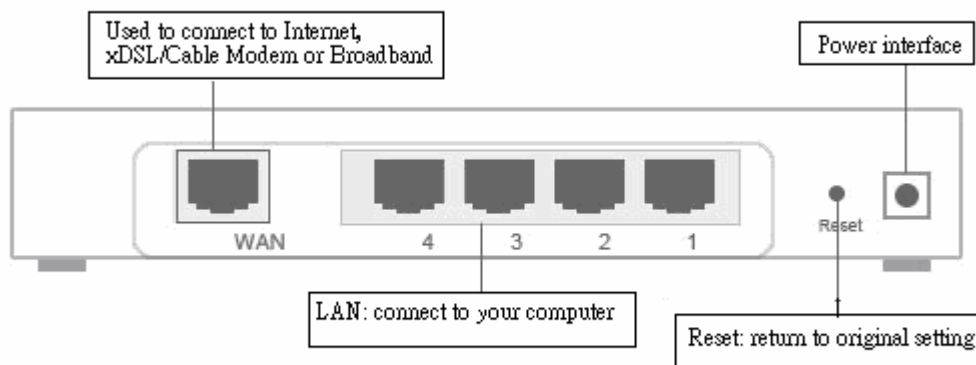 Used to connect to Internet,
xDSL/Cable Modem or Broadband
Power interface
WAN
4 3 2 1
Reset
LAN: connect to your computer
Reset: return to original setting